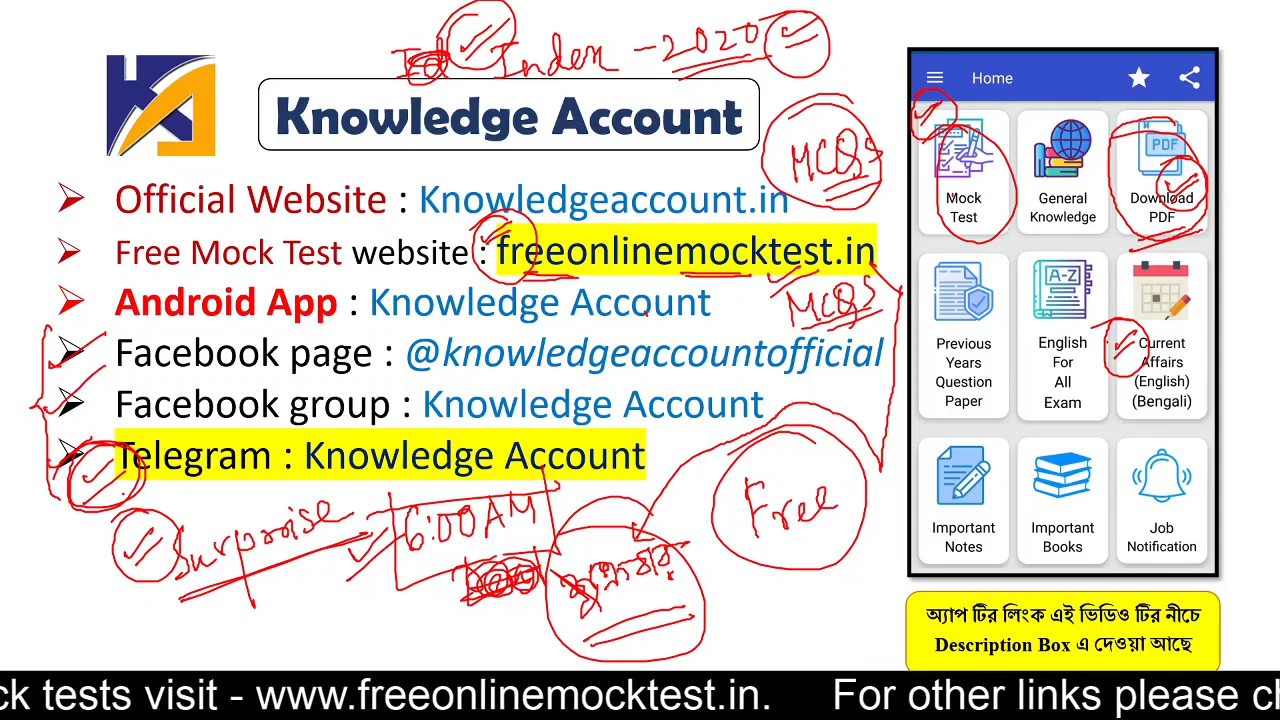 Index - 2020
Knowledge Account
MCQS
Official Website : Knowledgeaccount.in
Free Mock Test website : freeonlinemocktest.in
Android App : Knowledge Account
MCQS
Facebook page : @knowledgeaccountofficial
Facebook group : Knowledge Account
Telegram : Knowledge Account
Surprise
6:00 AM
Free
Home
Mock
Test
General
Knowledge
PDF
Download
PDF
Previous
Years
Question
Paper
A-Z
English
For
All
Exam
Current
Affairs
(English)
(Bengali)
Important
Notes
Important
Books
Job
Notification
অ্যাপ টির লিংক এই ভিডিও টির নীচে
Description Box এ দেওয়া আছে
ck tests visit - www.freeonlinemocktest.in. For other links please ch